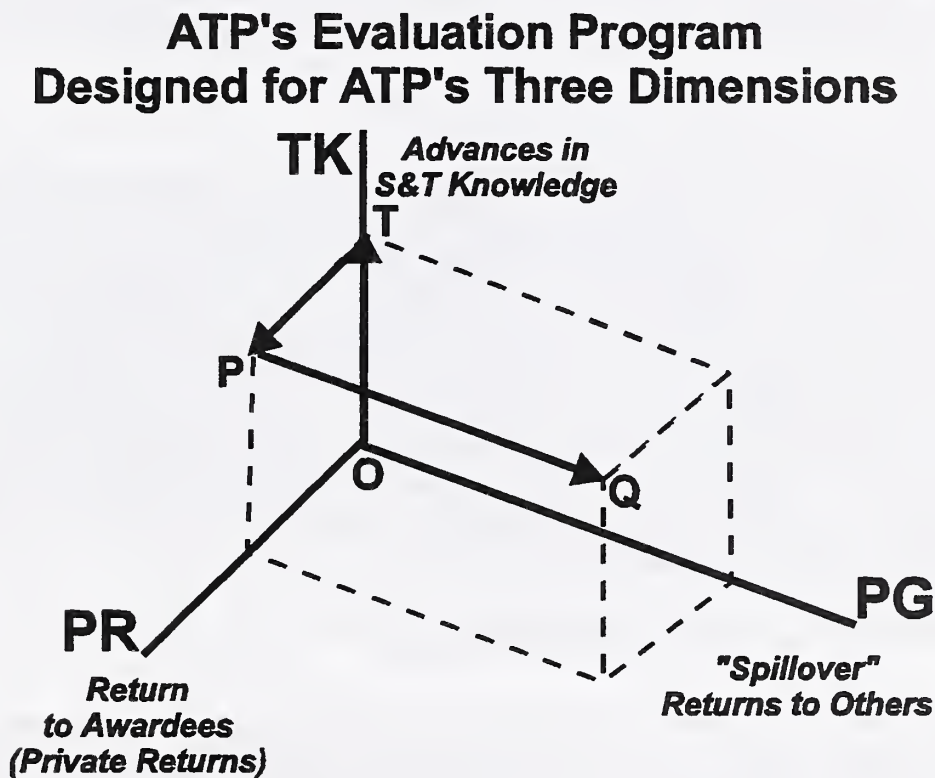 ATP's Evaluation Program
Designed for ATP's Three Dimensions
TK
Advances in
S&T Knowledge
T
P
O
Q
PR
PG
Return
to Awardees
(Private Returns)
"Spillover"
Returns to Others